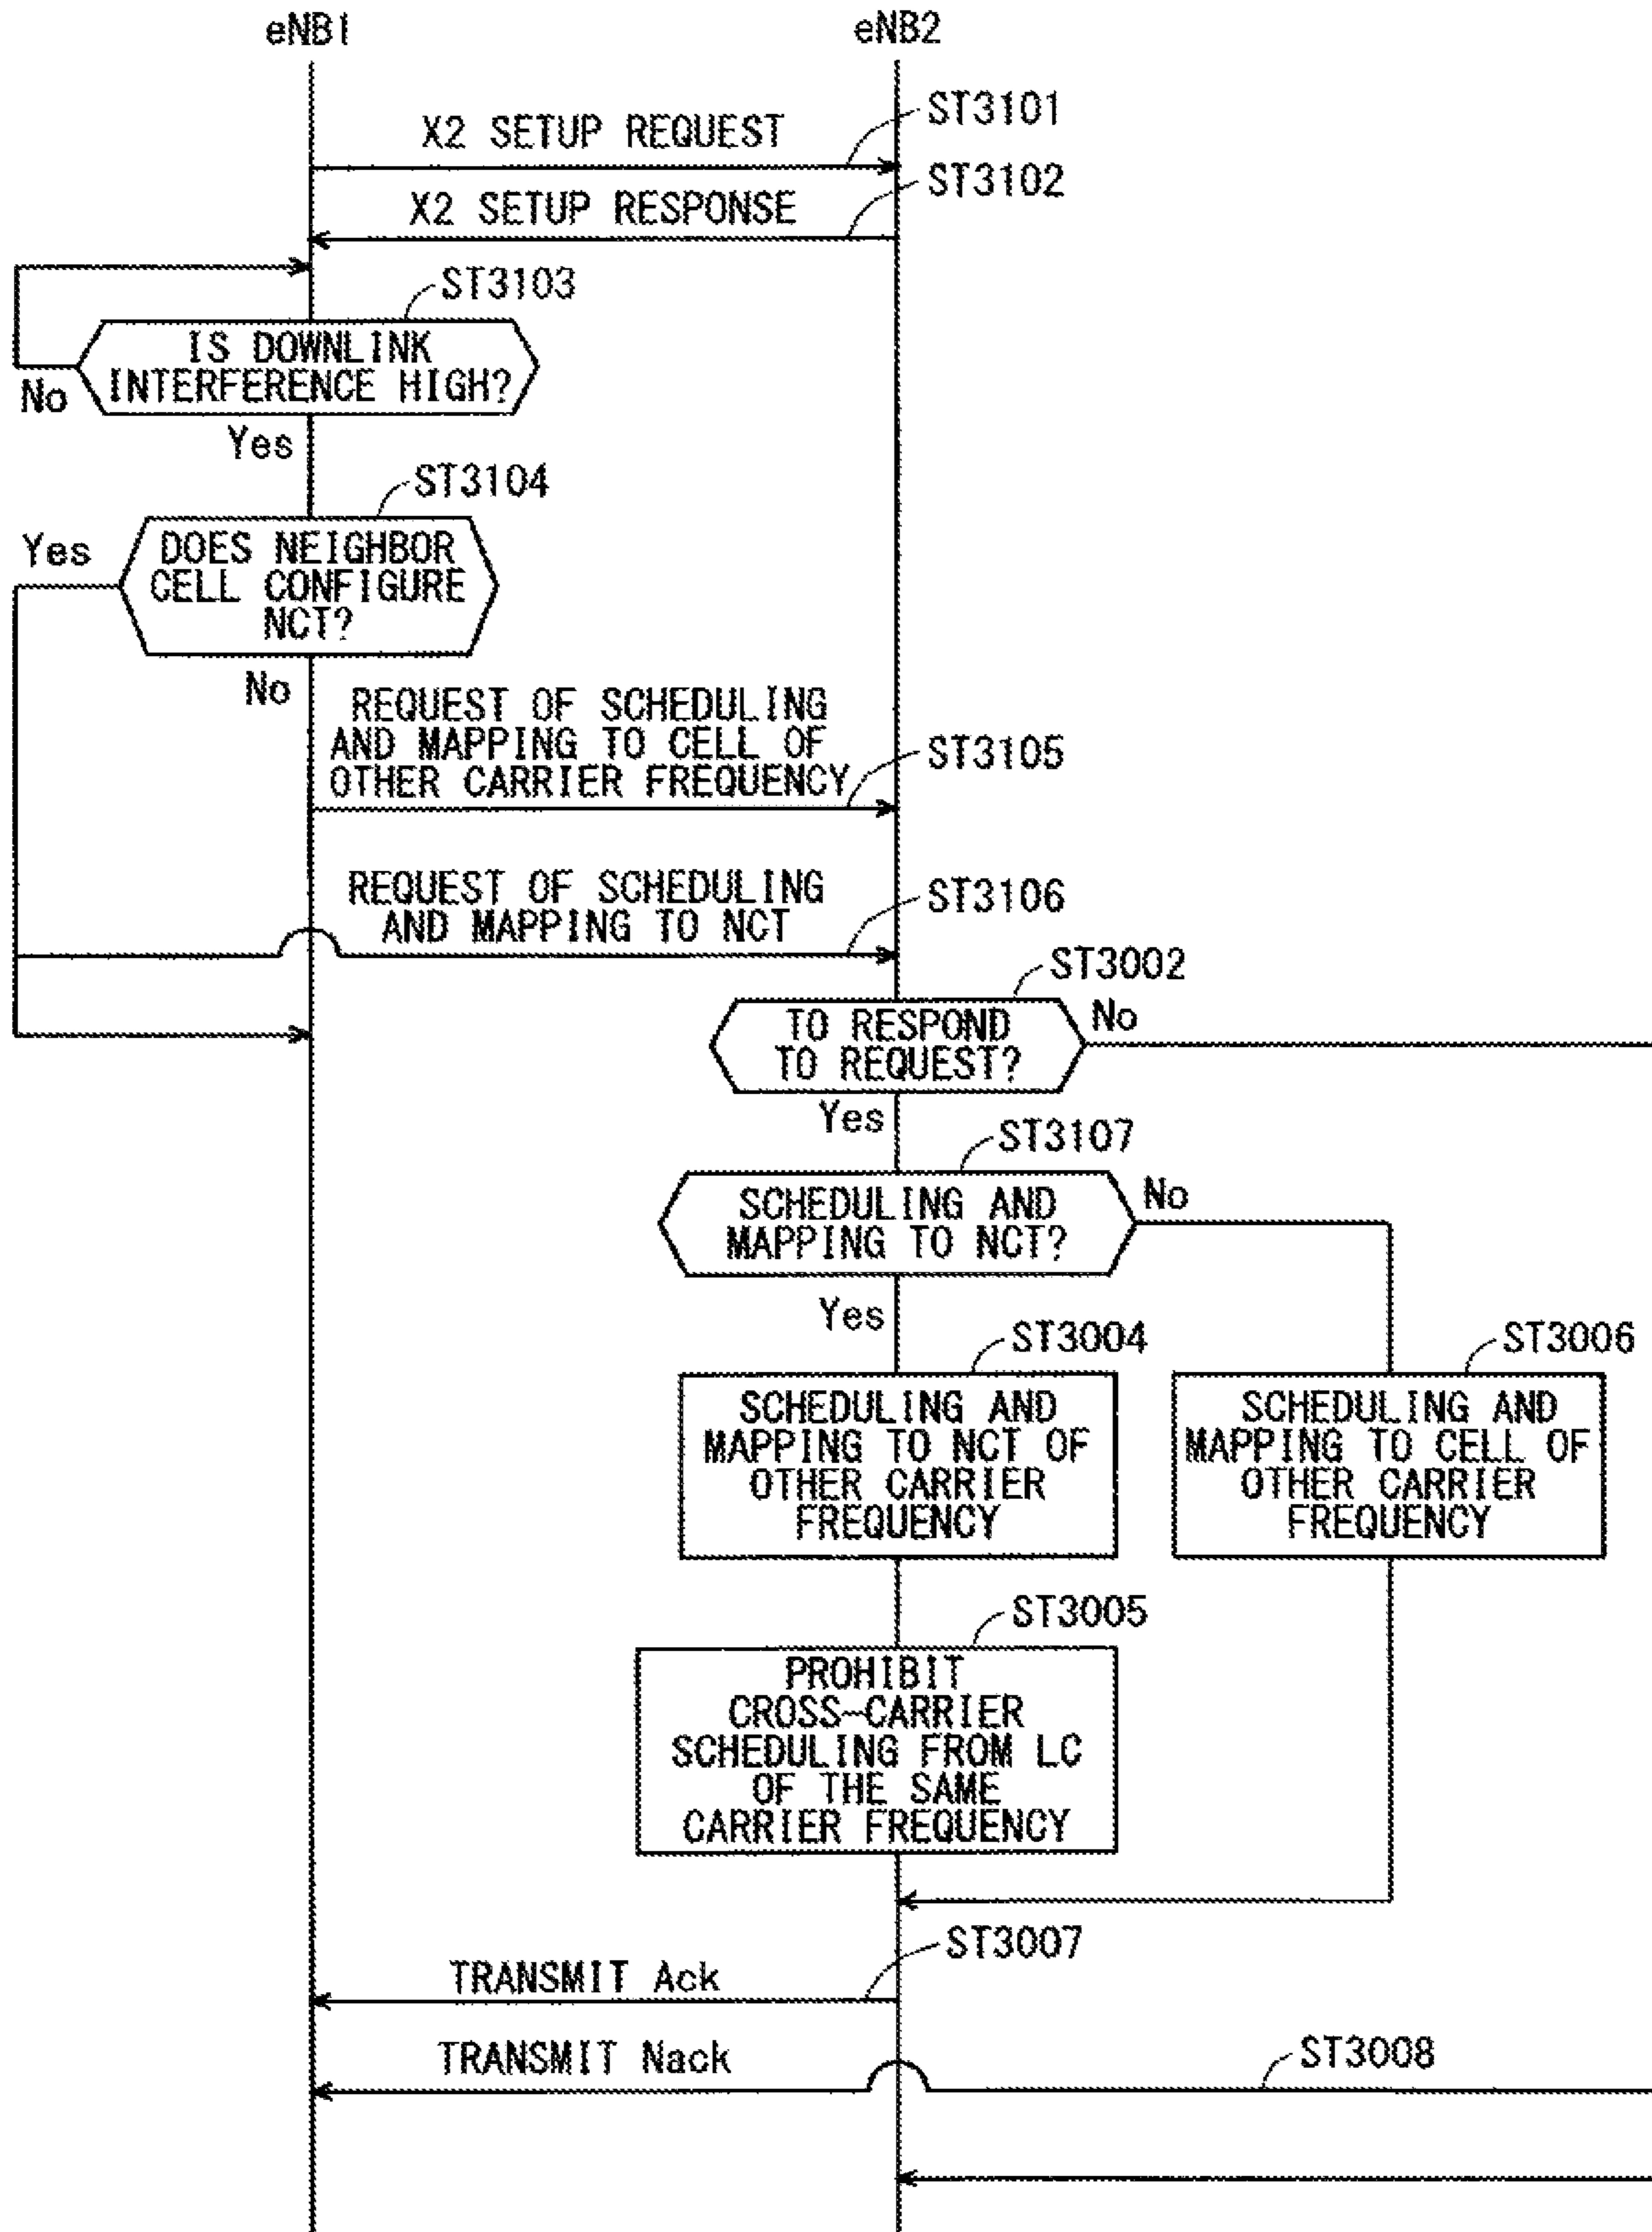 eNB1
eNB2
ST3101
X2 SETUP REQUEST
ST3102
X2 SETUP RESPONSE
ST3103
IS DOWNLINK
INTERFERENCE HIGH?
No
Yes
ST3104
Yes
DOES NEIGHBOR
CELL CONFIGURE
NCT?
No
REQUEST OF SCHEDULING
AND MAPPING TO CELL OF
OTHER CARRIER FREQUENCY
ST3105
REQUEST OF SCHEDULING
AND MAPPING TO NCT
ST3106
ST3002
TO RESPOND
TO REQUEST?
No
Yes
ST3107
SCHEDULING AND
MAPPING TO NCT?
No
Yes
ST3004
SCHEDULING AND
MAPPING TO NCT OF
OTHER CARRIER
FREQUENCY
ST3006
SCHEDULING AND
MAPPING TO CELL OF
OTHER CARRIER
FREQUENCY
ST3005
PROHIBIT
CROSS-CARRIER
SCHEDULING FROM LC
OF THE SAME
CARRIER FREQUENCY
ST3007
TRANSMIT Ack
TRANSMIT Nack
ST3008